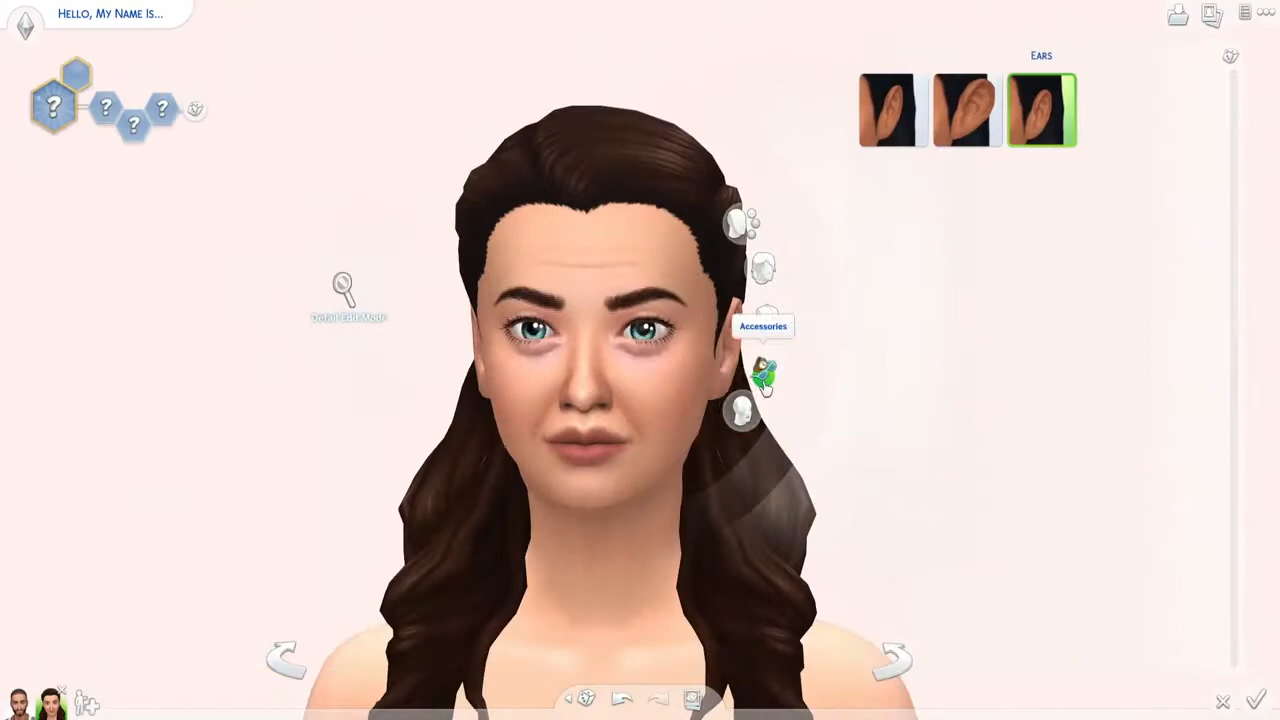 Hello, My Name Is...
Ears
?
?
?
?
Detail Edit Mode
Accessories